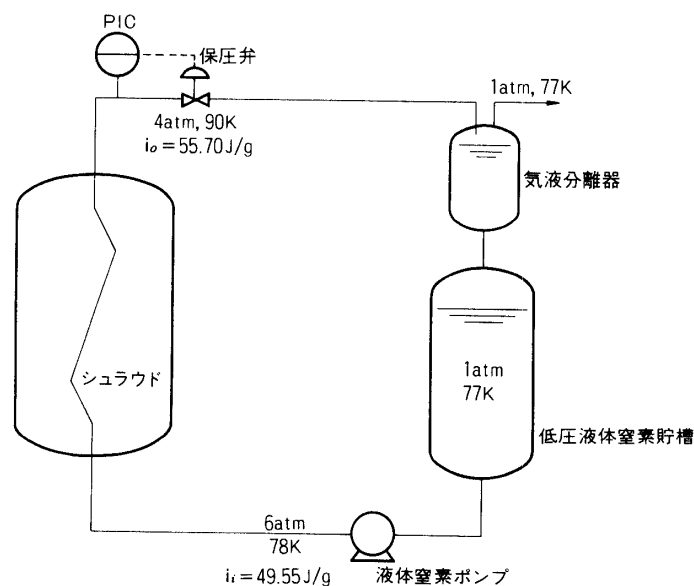 PIC
保圧弁
4atm, 90K
io = 55.70J/g
1atm, 77K
気液分離器
シュラウド
1atm
77K
低圧液体窒素貯槽
6atm
78K
ii = 49.55J/g
液体窒素ポンプ